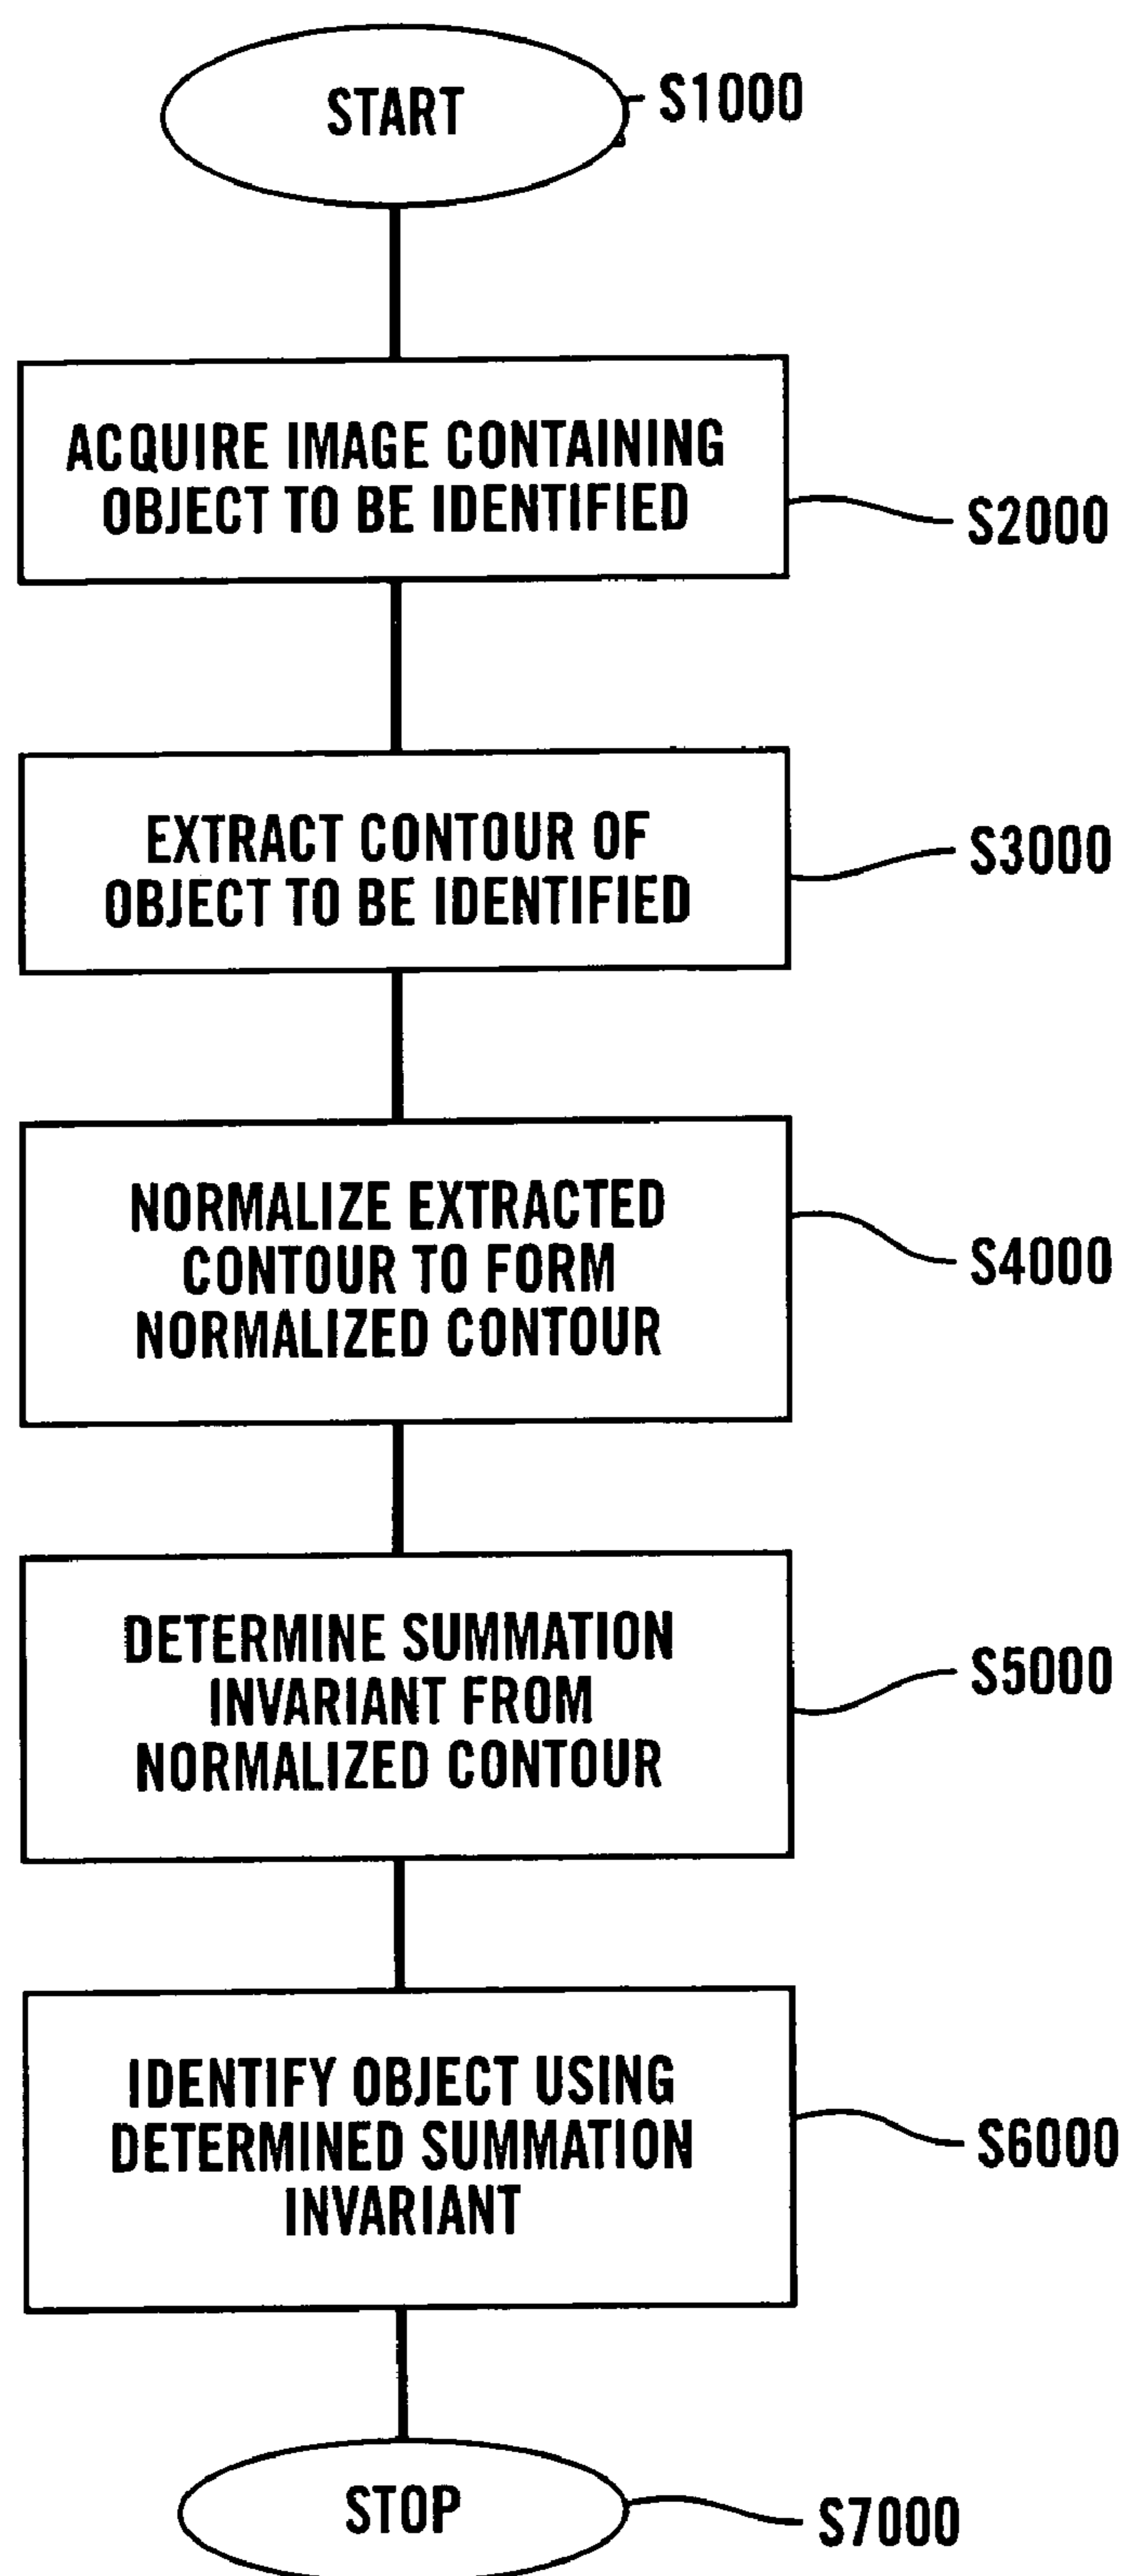 START
S1000
ACQUIRE IMAGE CONTAINING
OBJECT TO BE IDENTIFIED
S2000
EXTRACT CONTOUR OF
OBJECT TO BE IDENTIFIED
S3000
NORMALIZE EXTRACTED
CONTOUR TO FORM
NORMALIZED CONTOUR
S4000
DETERMINE SUMMATION
INVARIANT FROM
NORMALIZED CONTOUR
S5000
IDENTIFY OBJECT USING
DETERMINED SUMMATION
INVARIANT
S6000
STOP
S7000